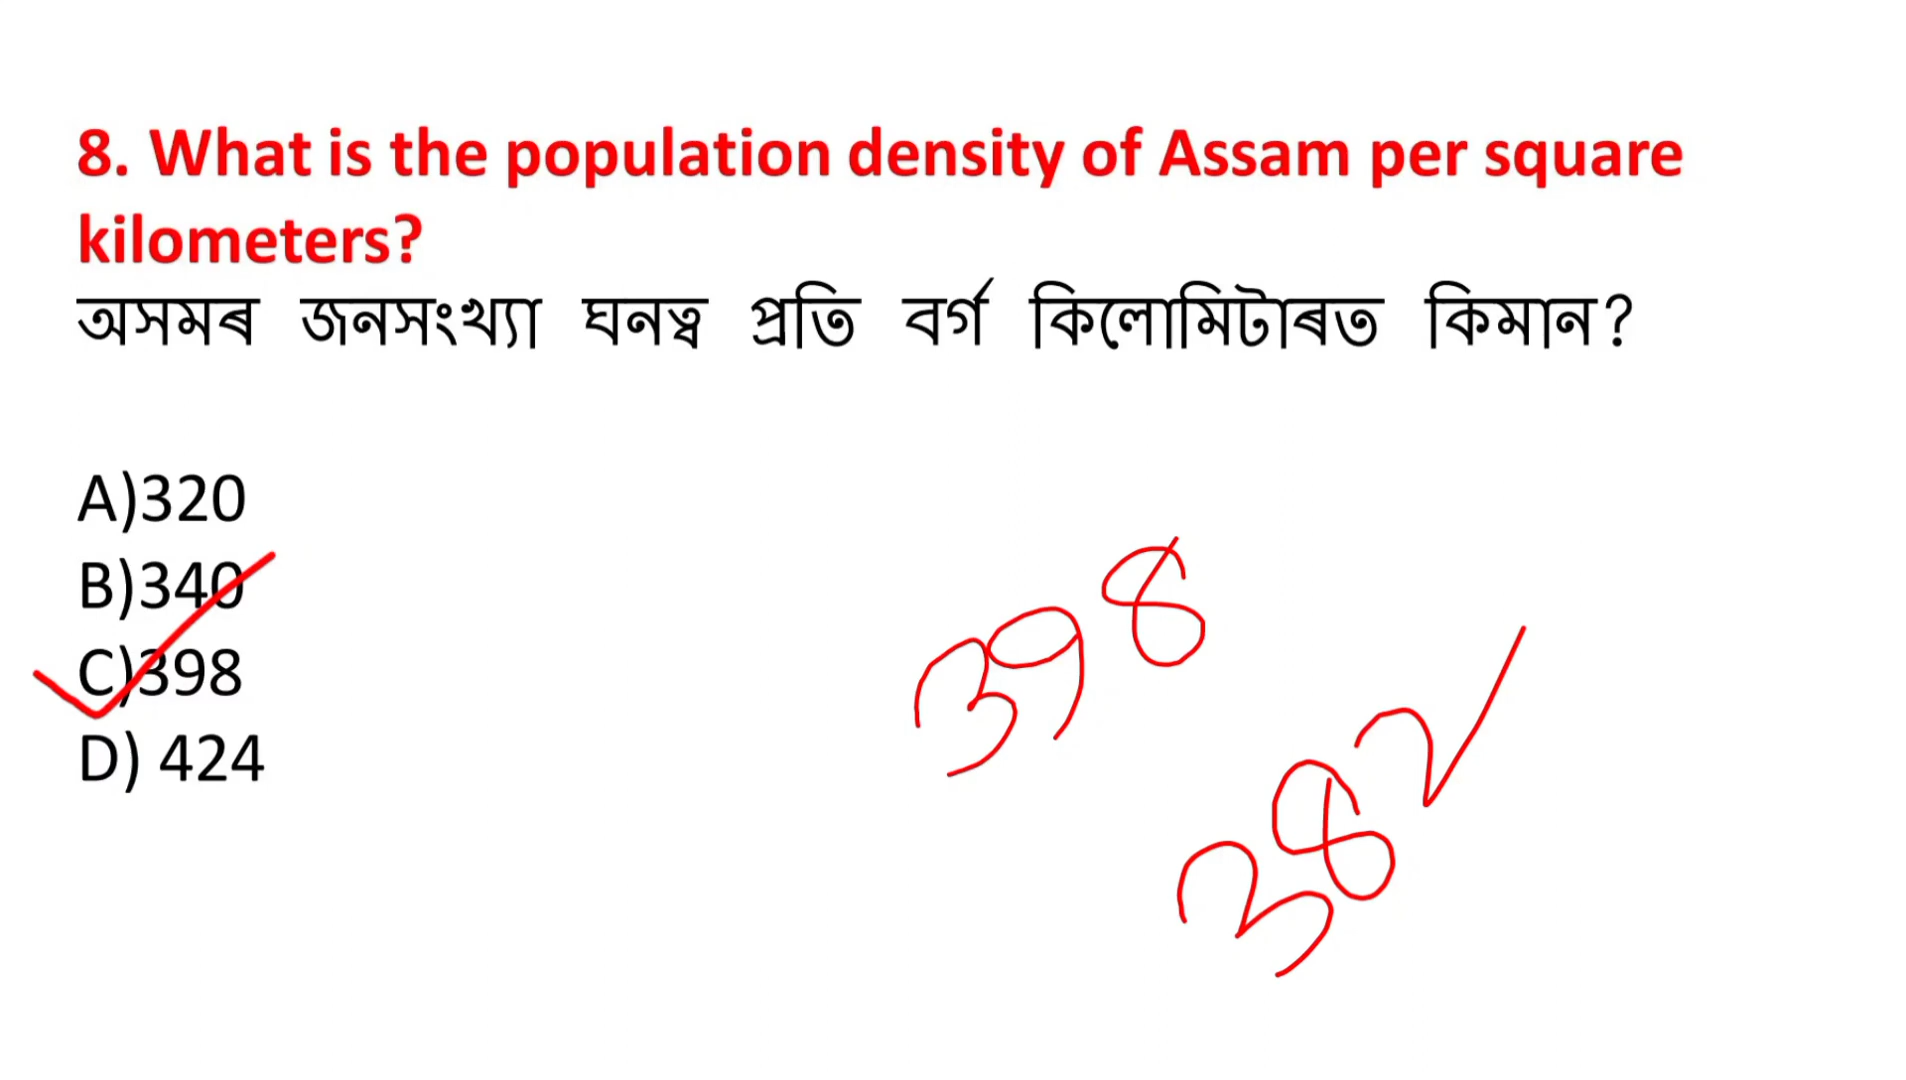 8. What is the population density of Assam per square
kilometers?
অসমৰ জনসংখ্যা ঘনত্ব প্ৰতি বৰ্গ কিলোমিটাৰত কিমান?
A)320
B)340
C)398
D) 424
398
382